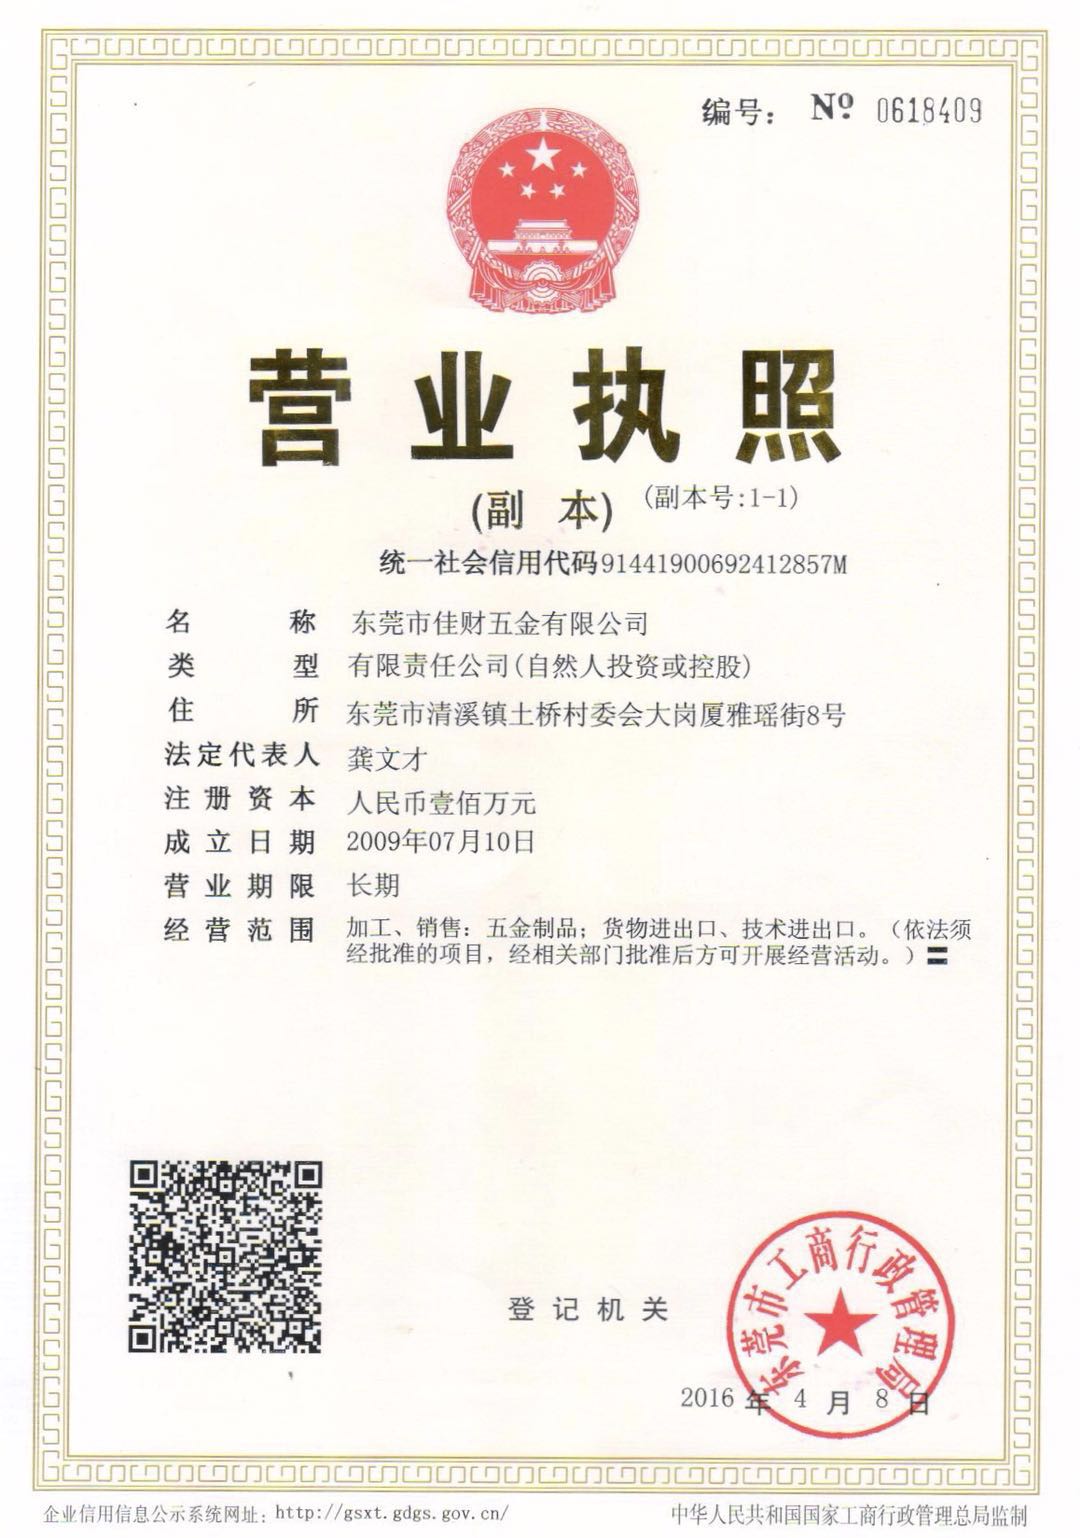 编号： Nº 0618409
营业执照
(副 本) (副本号:1-1)
统一社会信用代码91441900692412857M
名 称 东莞市佳财五金有限公司
类 型 有限责任公司(自然人投资或控股)
住 所 东莞市清溪镇土桥村委会大岗厦雅瑶街8号
法定代表人 龚文才
注册资本 人民币壹佰万元
成立日期 2009年07月10日
营业期限 长期
经营范围 加工、销售：五金制品；货物进出口、技术进出口。（依法须
经批准的项目，经相关部门批准后方可开展经营活动。）
登记机关
东莞市工商行政管理局
2016 年 4 月 8 日
企业信用信息公示系统网址：http://gsxt.gdgs.gov.cn/
中华人民共和国国家工商行政管理总局监制